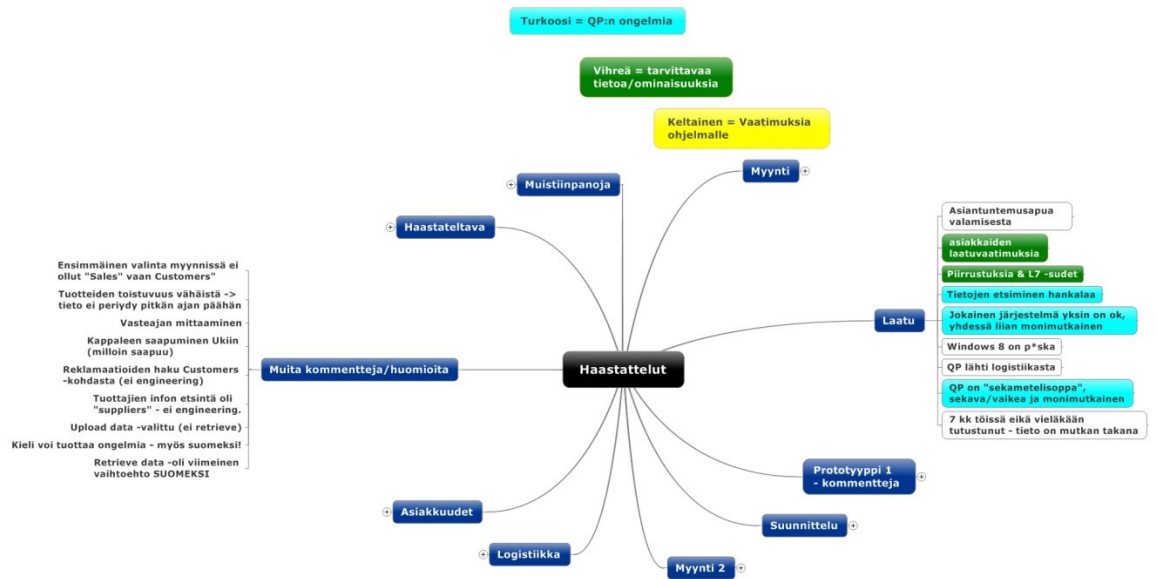 Turkoosi = QP:n ongelmia
Vihreä = tarvittavaa
tietoa/ominaisuuksia
Keltainen = Vaatimuksia
ohjelmalle
Myynti
Muistiinpanoja
Haastateltava
Ensimmäinen valinta myynnissä ei
ollut "Sales" vaan Customers"
Tuotteiden toistuvuus vähäistä ->
tieto ei periydy pitkän ajan päähän
Vasteajan mittaaminen
Kappaleen saapuminen Ukiin
(milloin saapuu)
Reklamaatioiden haku Customers
-kohdasta (ei engineering)
Tuottajien infon etsintä oli
"suppliers" - ei engineering.
Upload data -valittu (ei retrieve)
Kieli voi tuottaa ongelmia - myös suomeksi!
Retrieve data -oli viimeinen
vaihtoehto SUOMEKSI
Muita kommentteja/huomioita
Haastattelut
Laatu
Asiantuntemusapua
valamisesta
asiakkaiden
laatuvaatimuksia
Piirrustuksia & L7 -sudet
Tietojen etsiminen hankalaa
Jokainen järjestelmä yksin on ok,
yhdessä liian monimutkainen
Windows 8 on p*ska
QP lähti logistiikasta
QP on "sekametelisoppa",
sekava/vaikea ja monimutkainen
7 kk töissä eikä vieläkään
tutustunut - tieto on mutkan takana
Prototyyppi 1
- kommentteja
Suunnittelu
Myynti 2
Logistiikka
Asiakkuudet